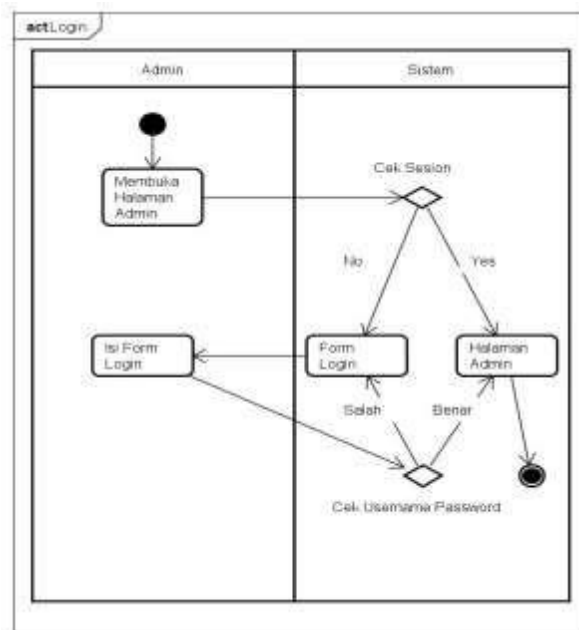 act Login
Admin
Sistem
Membuka
Halaman
Admin
Cek Sesion
No
Yes
Isi Form
Login
Form
Login
Halaman
Admin
Salah
Benar
Cek Username Password